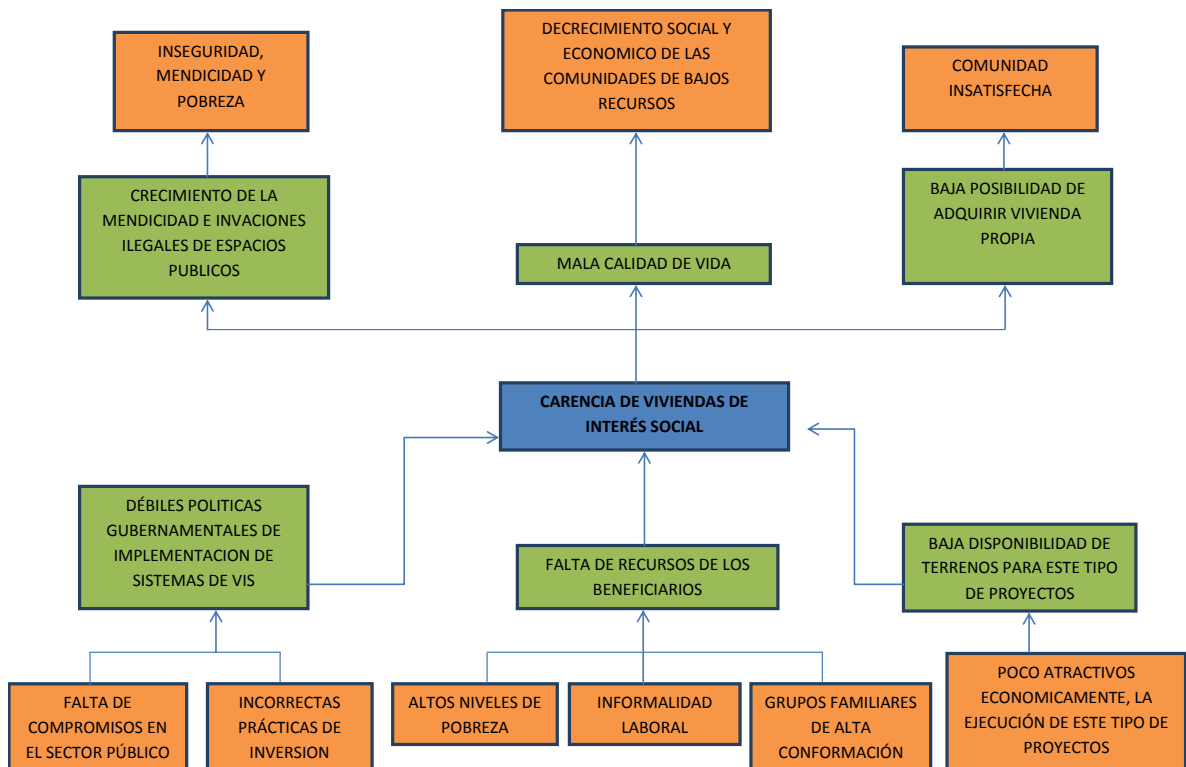 INSEGURIDAD,
MENDICIDAD Y
POBREZA
DECRECIMIENTO SOCIAL Y
ECONOMICO DE LAS
COMUNIDADES DE BAJOS
RECURSOS
COMUNIDAD
INSATISFECHA
CRECIMIENTO DE LA
MENDICIDAD E INVACIONES
ILEGALES DE ESPACIOS
PUBLICOS
MALA CALIDAD DE VIDA
BAJA POSIBILIDAD DE
ADQUIRIR VIVIENDA
PROPIA
CARENCIA DE VIVIENDAS DE
INTERÉS SOCIAL
DÉBILES POLITICAS
GUBERNAMENTALES DE
IMPLEMENTACION DE
SISTEMAS DE VIS
FALTA DE RECURSOS DE LOS
BENEFICIARIOS
BAJA DISPONIBILIDAD DE
TERRENOS PARA ESTE TIPO
DE PROYECTOS
FALTA DE
COMPROMISOS EN
EL SECTOR PÚBLICO
INCORRECTAS
PRÁCTICAS DE
INVERSION
ALTOS NIVELES DE
POBREZA
INFORMALIDAD
LABORAL
GRUPOS FAMILIARES
DE ALTA
CONFORMACIÓN
POCO ATRACTIVOS
ECONOMICAMENTE, LA
EJECUCIÓN DE ESTE TIPO DE
PROYECTOS